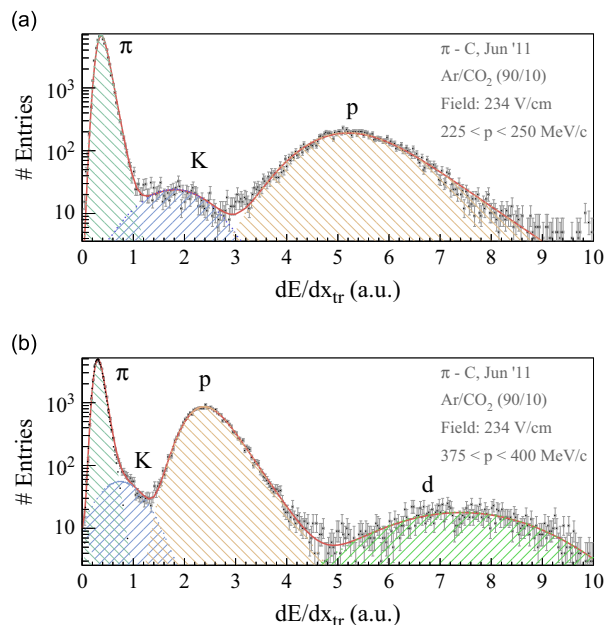 (a)
π
K
p
π - C, Jun '11
Ar/CO₂ (90/10)
Field: 234 V/cm
225 < p < 250 MeV/c
# Entries
10³
10²
10
0 1 2 3 4 5 6 7 8 9 10
dE/dx_tr (a.u.)
(b)
π
K
p
d
π - C, Jun '11
Ar/CO₂ (90/10)
Field: 234 V/cm
375 < p < 400 MeV/c
# Entries
10³
10²
10
0 1 2 3 4 5 6 7 8 9 10
dE/dx_tr (a.u.)